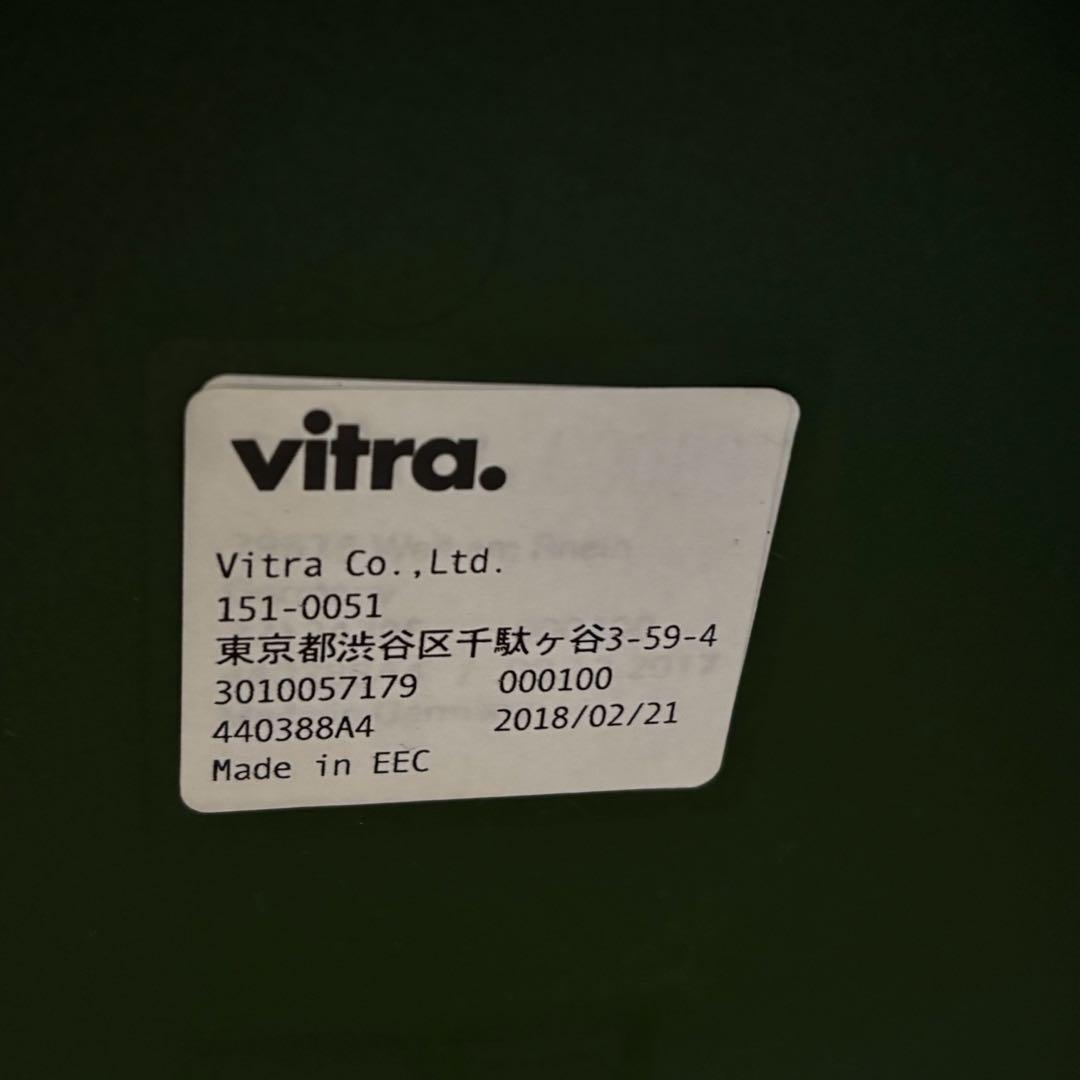 vitra.
Vitra Co.,Ltd.
151-0051
東京都渋谷区千駄ヶ谷3-59-4
3010057179 000100
440388A4 2018/02/21
Made in EEC